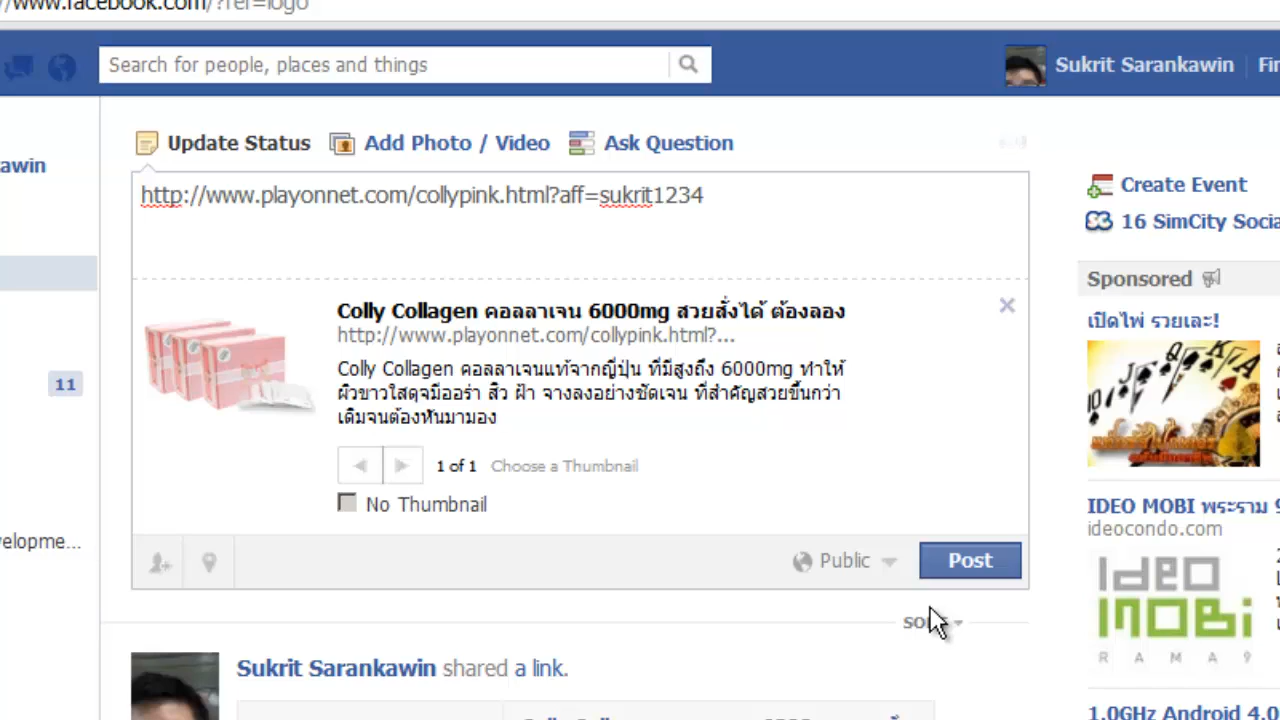 //www.facebook.com/?ref=logo
Search for people, places and things
Sukrit Sarankawin
awin
Update Status
Add Photo / Video
Ask Question
http://www.playonnet.com/collypink.html?aff=sukrit1234
Colly Collagen คอลลาเจน 6000mg สวยสั่งได้ ต้องลอง
http://www.playonnet.com/collypink.html?...
Colly Collagen คอลลาเจนแท้จากญี่ปุ่น ที่มีสูงถึง 6000mg ทำให้
ผิวขาวใสดุจมีออร่า สิว ฝ้า จางลงอย่างชัดเจน ที่สำคัญสวยขึ้นกว่า
เดิมจนต้องหันมามอง
1 of 1 Choose a Thumbnail
No Thumbnail
11
velopme...
Public
Post
Sukrit Sarankawin shared a link.
Create Event
16 SimCity Socia
Sponsored
เปิดไพ่ รวยเละ!
IDEO MOBI พระราม 9
ideocondo.com
IDEO
MOBI
RAMA9
1.0GHz Android 4.0